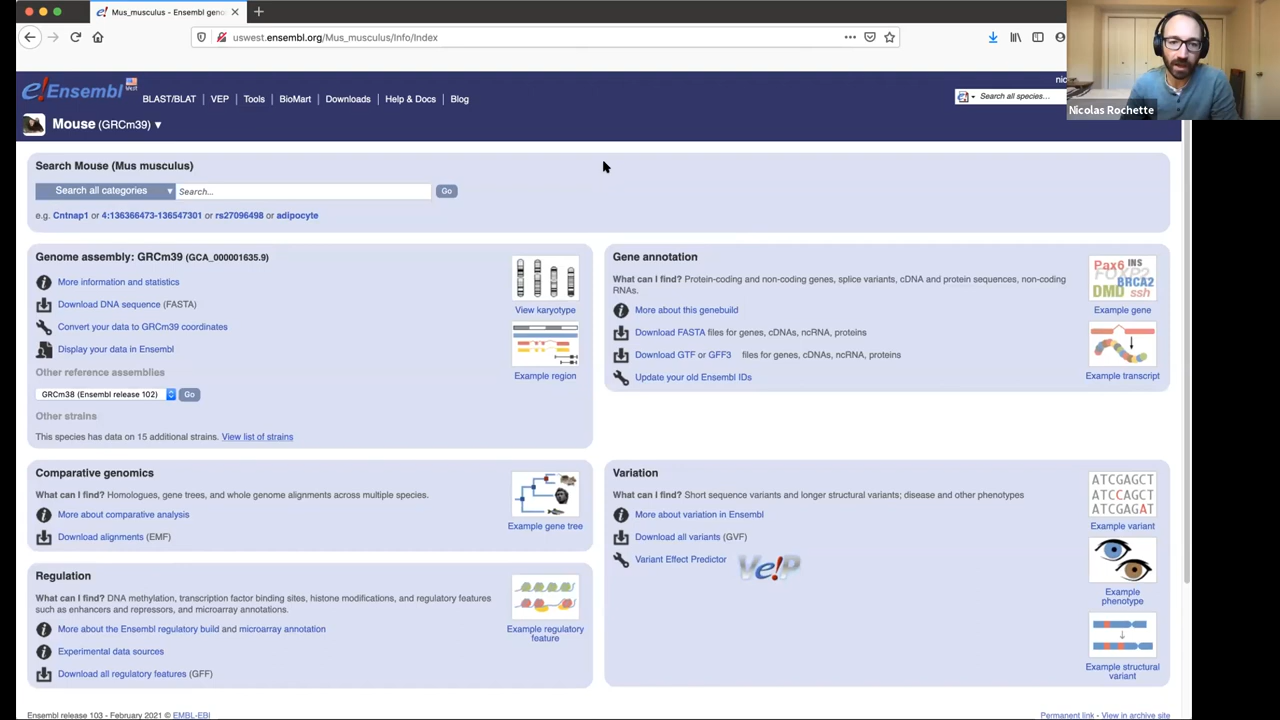 Mus_musculus - Ensembl geno
uswest.ensembl.org/Mus_musculus/Info/Index
Nicolas Rochette
e!Ensembl
BLAST/BLAT | VEP | Tools | BioMart | Downloads | Help & Docs | Blog
Search all species...
Mouse (GRCm39) ▼
Search Mouse (Mus musculus)
Search all categories
Search...
Go
e.g. Cntnap1 or 4:136366473-136547301 or rs27096498 or adipocyte
Genome assembly: GRCm39 (GCA_000001635.9)
More information and statistics
Download DNA sequence (FASTA)
Convert your data to GRCm39 coordinates
Display your data in Ensembl
Other reference assemblies
GRCm38 (Ensembl release 102)
Go
Other strains
This species has data on 15 additional strains. View list of strains
View karyotype
Example region
Gene annotation
What can I find? Protein-coding and non-coding genes, splice variants, cDNA and protein sequences, non-coding
RNAs.
More about this genebuild
Download FASTA files for genes, cDNAs, ncRNA, proteins
Download GTF or GFF3 files for genes, cDNAs, ncRNA, proteins
Update your old Ensembl IDs
Pax6 INS
FOXP2
BRCA2
DMD ssh
Example gene
Example transcript
Comparative genomics
What can I find? Homologues, gene trees, and whole genome alignments across multiple species.
More about comparative analysis
Download alignments (EMF)
Example gene tree
Variation
What can I find? Short sequence variants and longer structural variants; disease and other phenotypes
More about variation in Ensembl
Download all variants (GVF)
Variant Effect Predictor
Ve!P
ATCGAGCT
ATCCAGCT
ATCGAGAT
Example variant
Example
phenotype
Example structural
variant
Regulation
What can I find? DNA methylation, transcription factor binding sites, histone modifications, and regulatory features
such as enhancers and repressors, and microarray annotations.
More about the Ensembl regulatory build and microarray annotation
Experimental data sources
Download all regulatory features (GFF)
Example regulatory
feature
Ensembl release 103 - February 2021 © EMBL-EBI
Permanent link - View in archive site